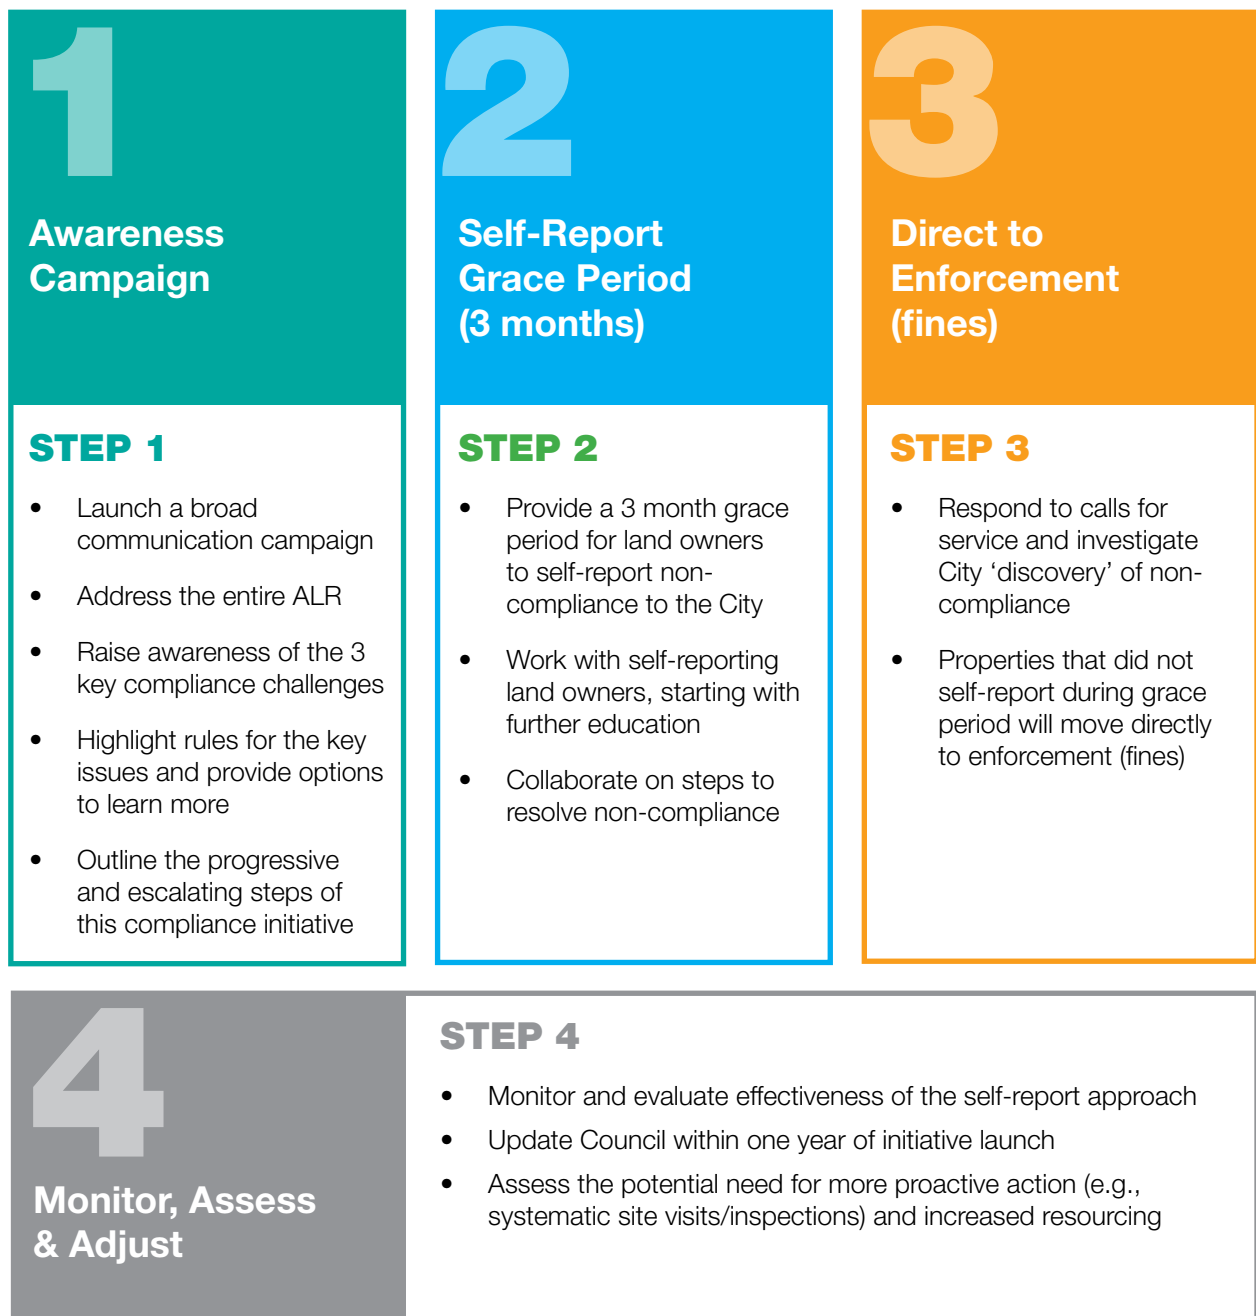 1
Awareness
Campaign
STEP 1
• Launch a broad
communication campaign
• Address the entire ALR
• Raise awareness of the 3
key compliance challenges
• Highlight rules for the key
issues and provide options
to learn more
• Outline the progressive
and escalating steps of
this compliance initiative
2
Self-Report
Grace Period
(3 months)
STEP 2
• Provide a 3 month grace
period for land owners
to self-report non-
compliance to the City
• Work with self-reporting
land owners, starting with
further education
• Collaborate on steps to
resolve non-compliance
3
Direct to
Enforcement
(fines)
STEP 3
• Respond to calls for
service and investigate
City ‘discovery’ of non-
compliance
• Properties that did not
self-report during grace
period will move directly
to enforcement (fines)
4
Monitor, Assess
& Adjust
STEP 4
• Monitor and evaluate effectiveness of the self-report approach
• Update Council within one year of initiative launch
• Assess the potential need for more proactive action (e.g.,
systematic site visits/inspections) and increased resourcing